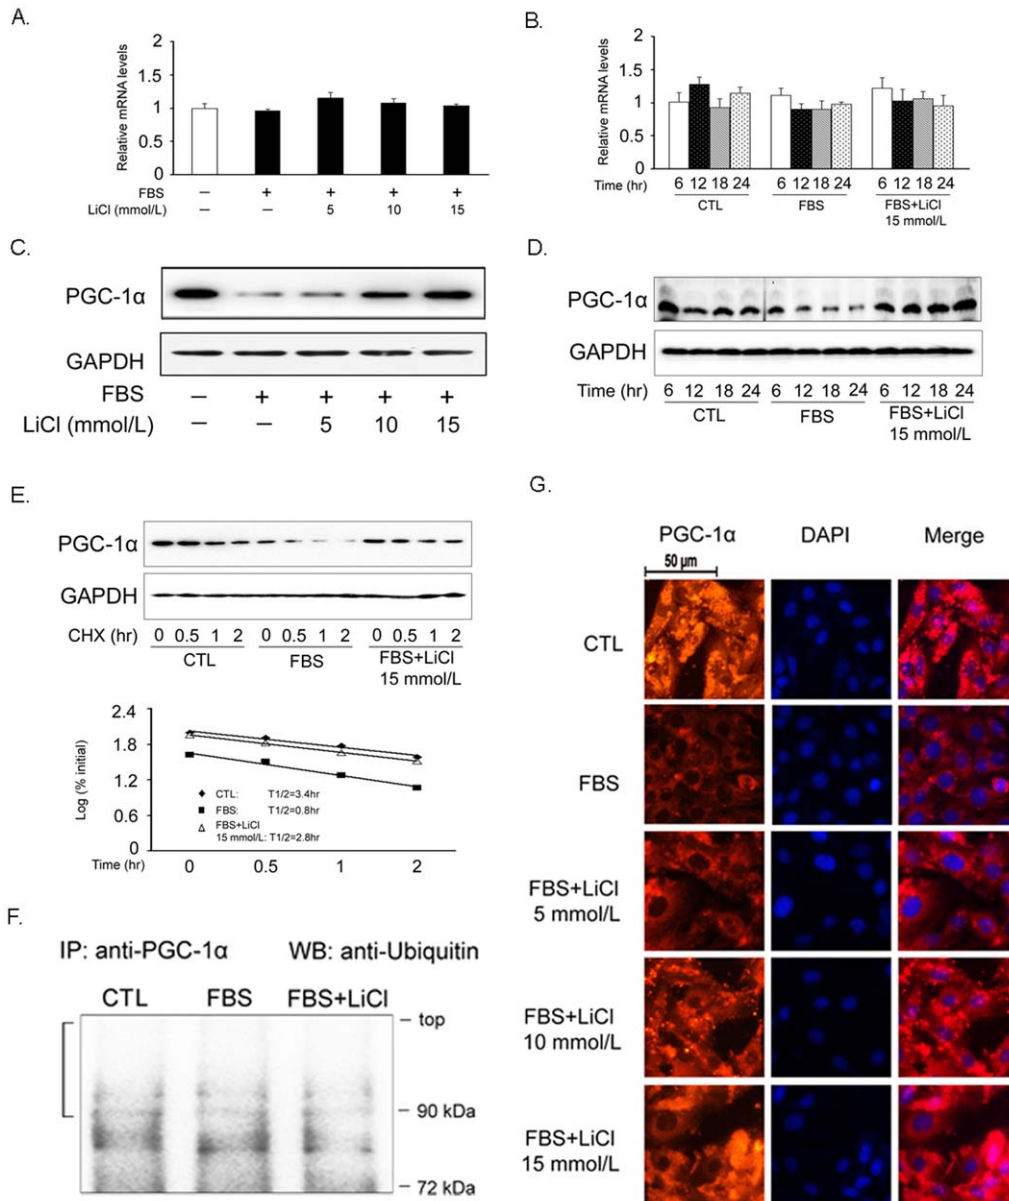 A.
Relative mRNA levels
2
1.5
1
0.5
0
FBS – + + + +
LiCl (mmol/L) – – 5 10 15
B.
Relative mRNA levels
2
1.5
1
0.5
0
Time (hr) 6 12 18 24 6 12 18 24 6 12 18 24
CTL FBS FBS+LiCl
15 mmol/L
C.
PGC-1α
GAPDH
FBS – + + + +
LiCl (mmol/L) – – 5 10 15
D.
PGC-1α
GAPDH
Time (hr) 6 12 18 24 6 12 18 24 6 12 18 24
CTL FBS FBS+LiCl
15 mmol/L
E.
PGC-1α
GAPDH
CHX (hr) 0 0.5 1 2 0 0.5 1 2 0 0.5 1 2
CTL FBS FBS+LiCl
15 mmol/L
Log (% initial)
2.4
1.8
1.2
0.6
0
CTL: T1/2=3.4hr
FBS: T1/2=0.8hr
FBS+LiCl
15 mmol/L: T1/2=2.8hr
Time (hr) 0 0.5 1 2
F.
IP: anti-PGC-1α WB: anti-Ubiquitin
CTL FBS FBS+LiCl
– top
– 90 kDa
– 72 kDa
G.
PGC-1α DAPI Merge
50 µm
CTL
FBS
FBS+LiCl
5 mmol/L
FBS+LiCl
10 mmol/L
FBS+LiCl
15 mmol/L